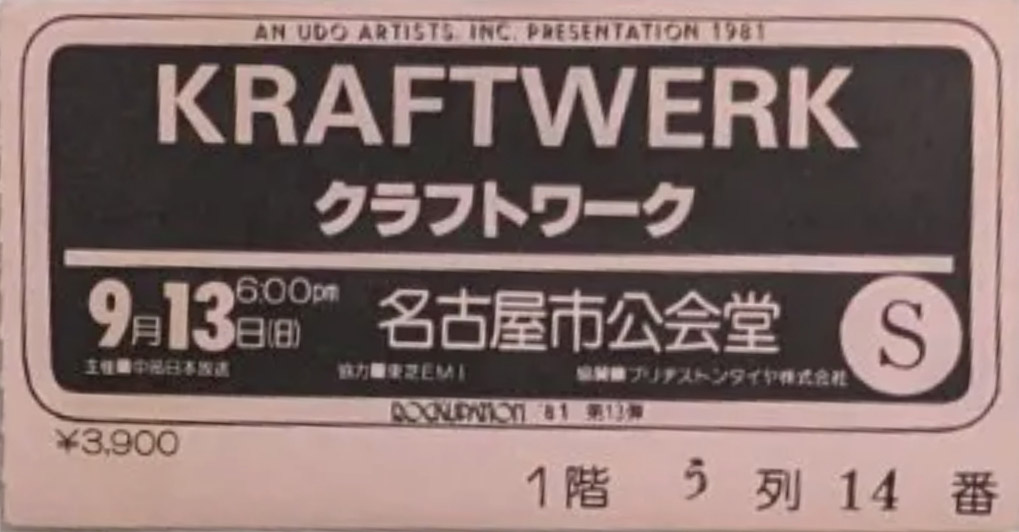 AN UDO ARTISTS, INC. PRESENTATION 1981
KRAFTWERK
クラフトワーク
9月13日(日) 6:00pm 名古屋市公会堂 S
主催■中部日本放送 協力■東芝EMI 協賛■ブリヂストンタイヤ株式会社
ROCKUPATION '81 第13弾
¥3,900
1階 う 列 14 番